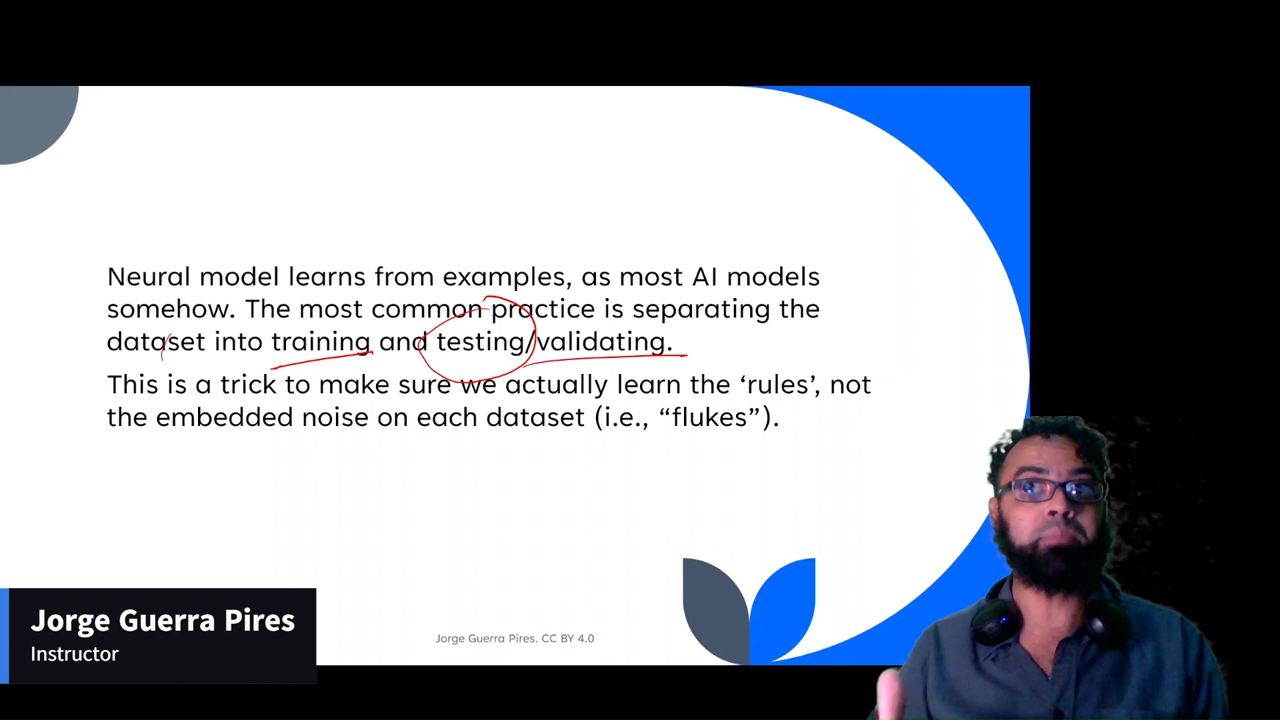 Neural model learns from examples, as most AI models
somehow. The most common practice is separating the
dataset into training and testing/validating.
This is a trick to make sure we actually learn the ‘rules’, not
the embedded noise on each dataset (i.e., “flukes”).
Jorge Guerra Pires
Instructor
Jorge Guerra Pires. CC BY 4.0